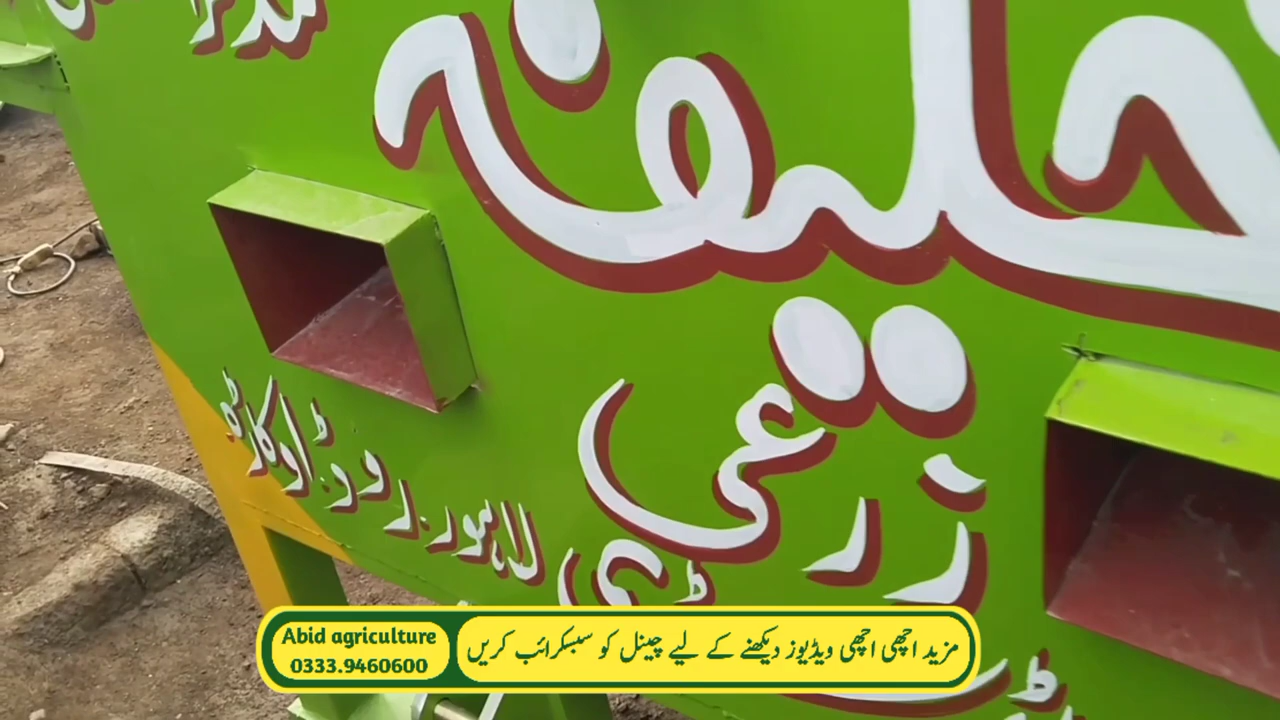 خلیفہ
زرعی
لاہور روڈ اوکاڑہ
Abid agriculture
0333.9460600
مزید اچھی اچھی ویڈیوز دیکھنے کے لیے چینل کو سبسکرائب کریں